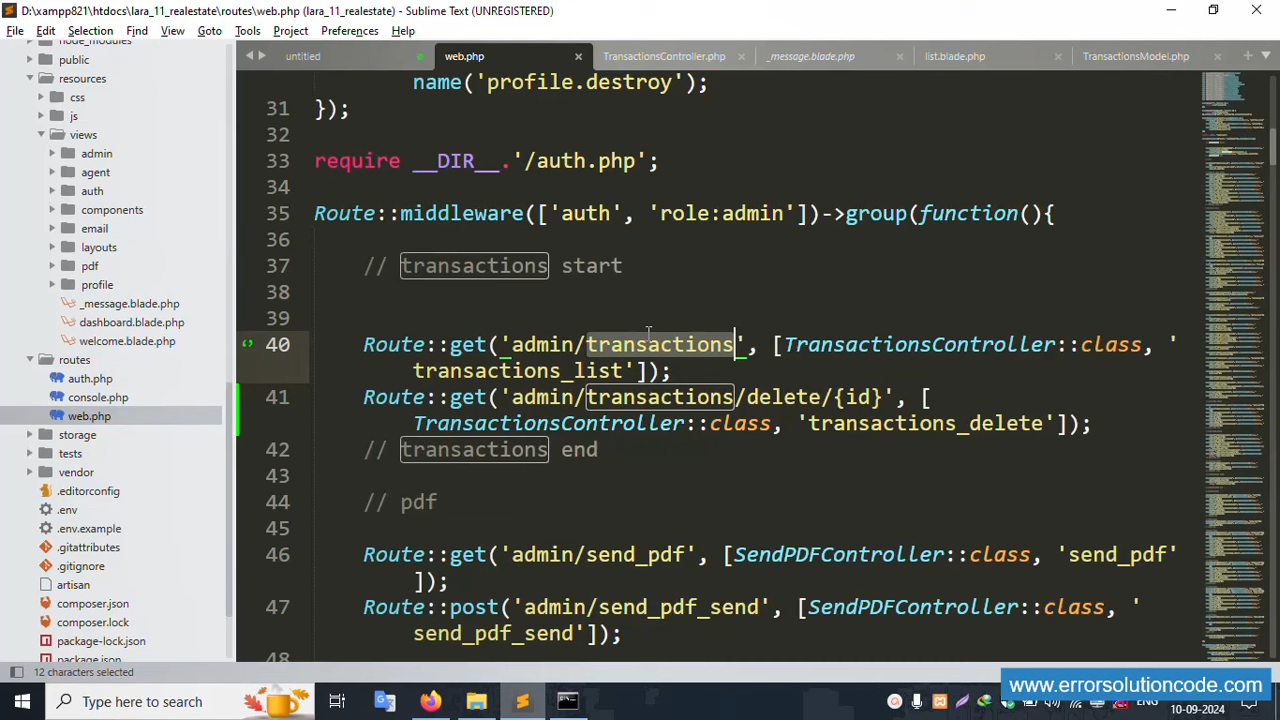 D:\xampp821\htdocs\lara_11_realestate\routes\web.php (lara_11_realestate) - Sublime Text (UNREGISTERED)
File Edit Selection Find View Goto Tools Project Preferences Help
node_modules
public
resources
css
js
views
admin
agent
auth
components
email
layouts
pdf
profile
_message.blade.php
dashboard.blade.php
welcome.blade.php
routes
auth.php
console.php
web.php
storage
tests
vendor
.editorconfig
.env
.env.example
.gitattributes
.gitignore
artisan
composer.json
composer.lock
package-lock.json
package.json
untitled web.php TransactionsController.php _message.blade.php list.blade.php TransactionsModel.php
name('profile.destroy');
31 });
32
33 require __DIR__.'/auth.php';
34
35 Route::middleware(['auth', 'role:admin'])->group(function(){
36
37 // transactions start
38
39
40 Route::get('admin/transactions', [TransactionsController::class, '
transactions_list']);
41 Route::get('admin/transactions/delete/{id}', [
TransactionsController::class, 'transactions_delete']);
42 // transactions end
43
44 // pdf
45
46 Route::get('admin/send_pdf', [SendPDFController::class, 'send_pdf'
]);
47 Route::post('admin/send_pdf_send', [SendPDFController::class, '
send_pdf_send']);
48
12 characters selected
Type here to search
www.errorsolutioncode.com
10-09-2024